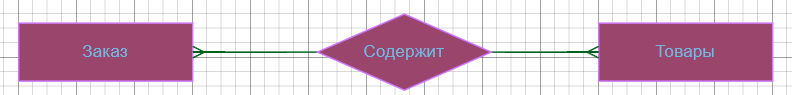 Заказ
Содержит
Товары